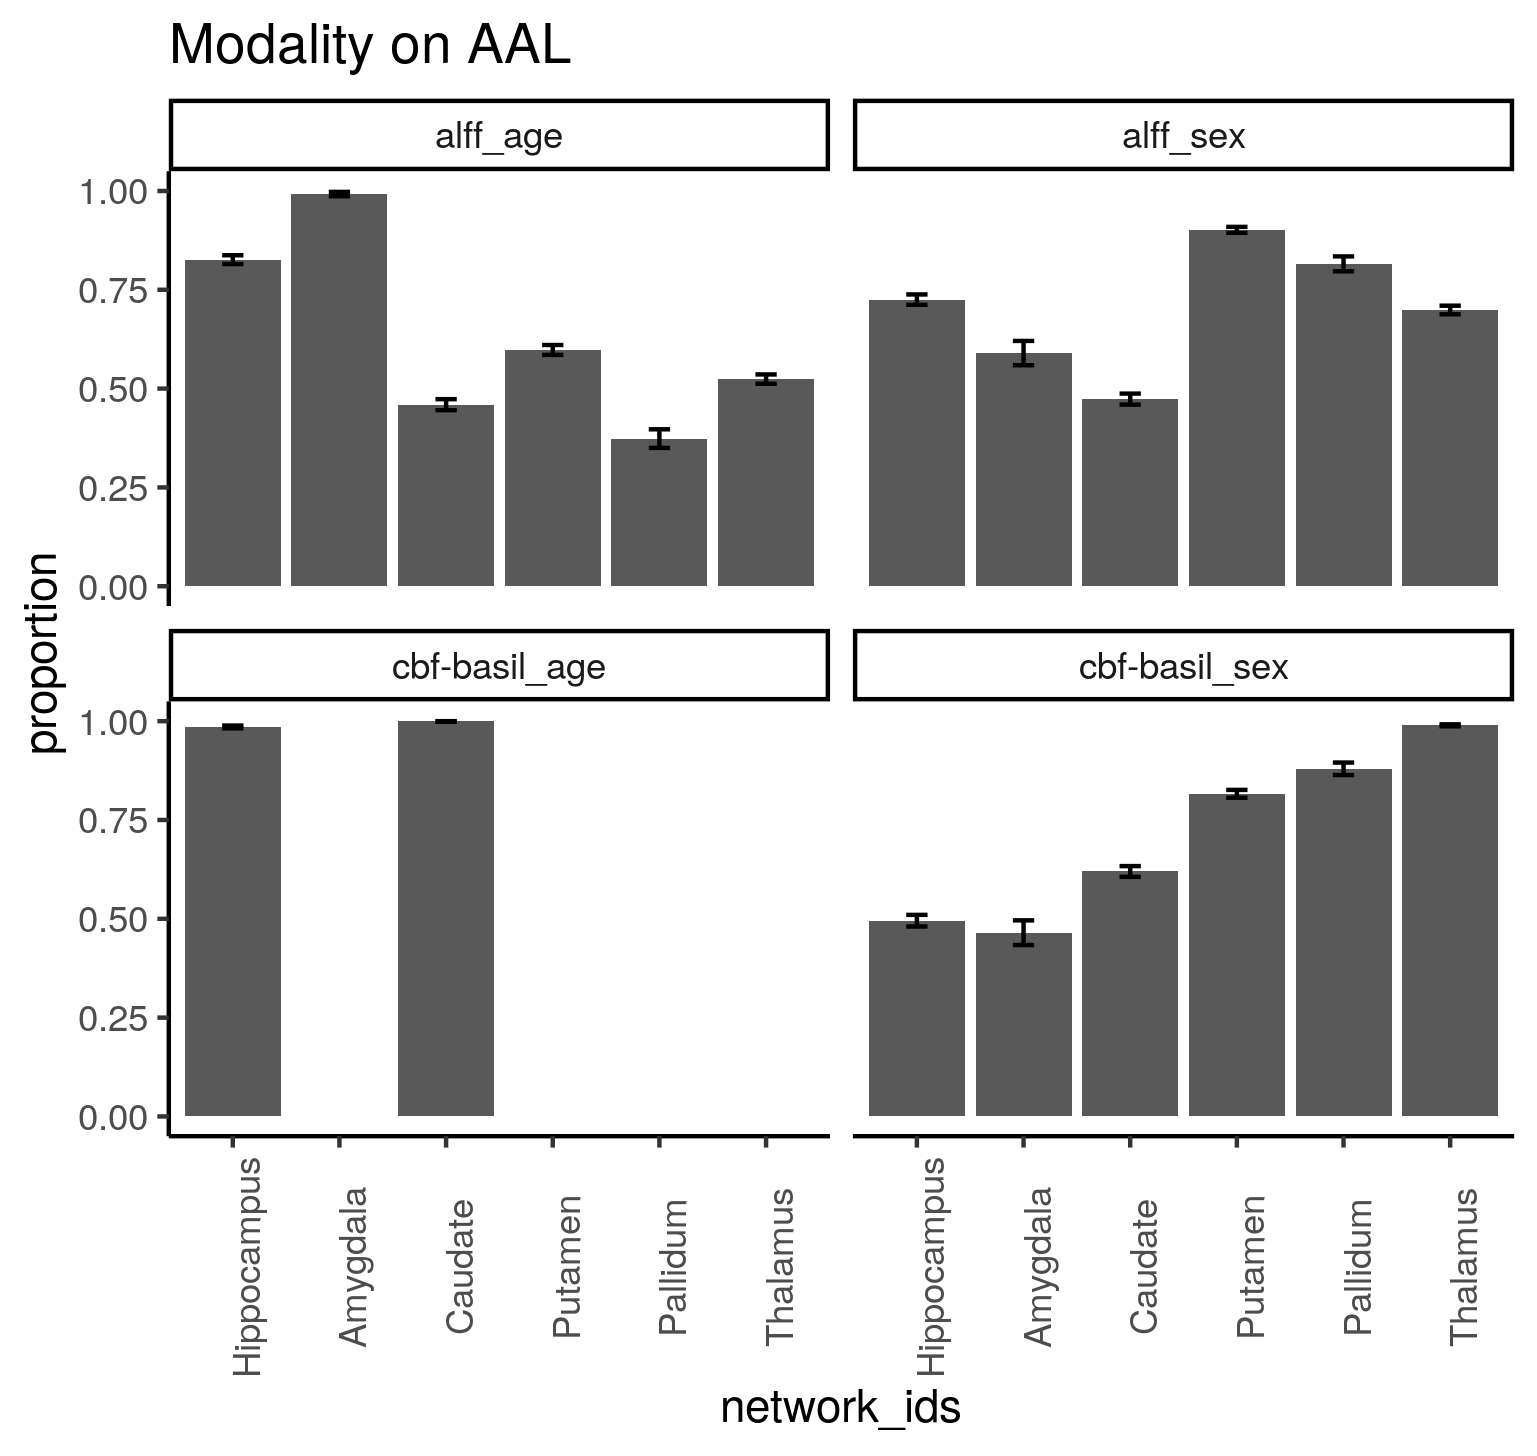 Modality on AAL
alff_age
alff_sex
1.00
0.75
0.50
0.25
0.00
proportion
cbf-basil_age
cbf-basil_sex
1.00
0.75
0.50
0.25
0.00
Hippocampus
Amygdala
Caudate
Putamen
Pallidum
Thalamus
Hippocampus
Amygdala
Caudate
Putamen
Pallidum
Thalamus
network_ids